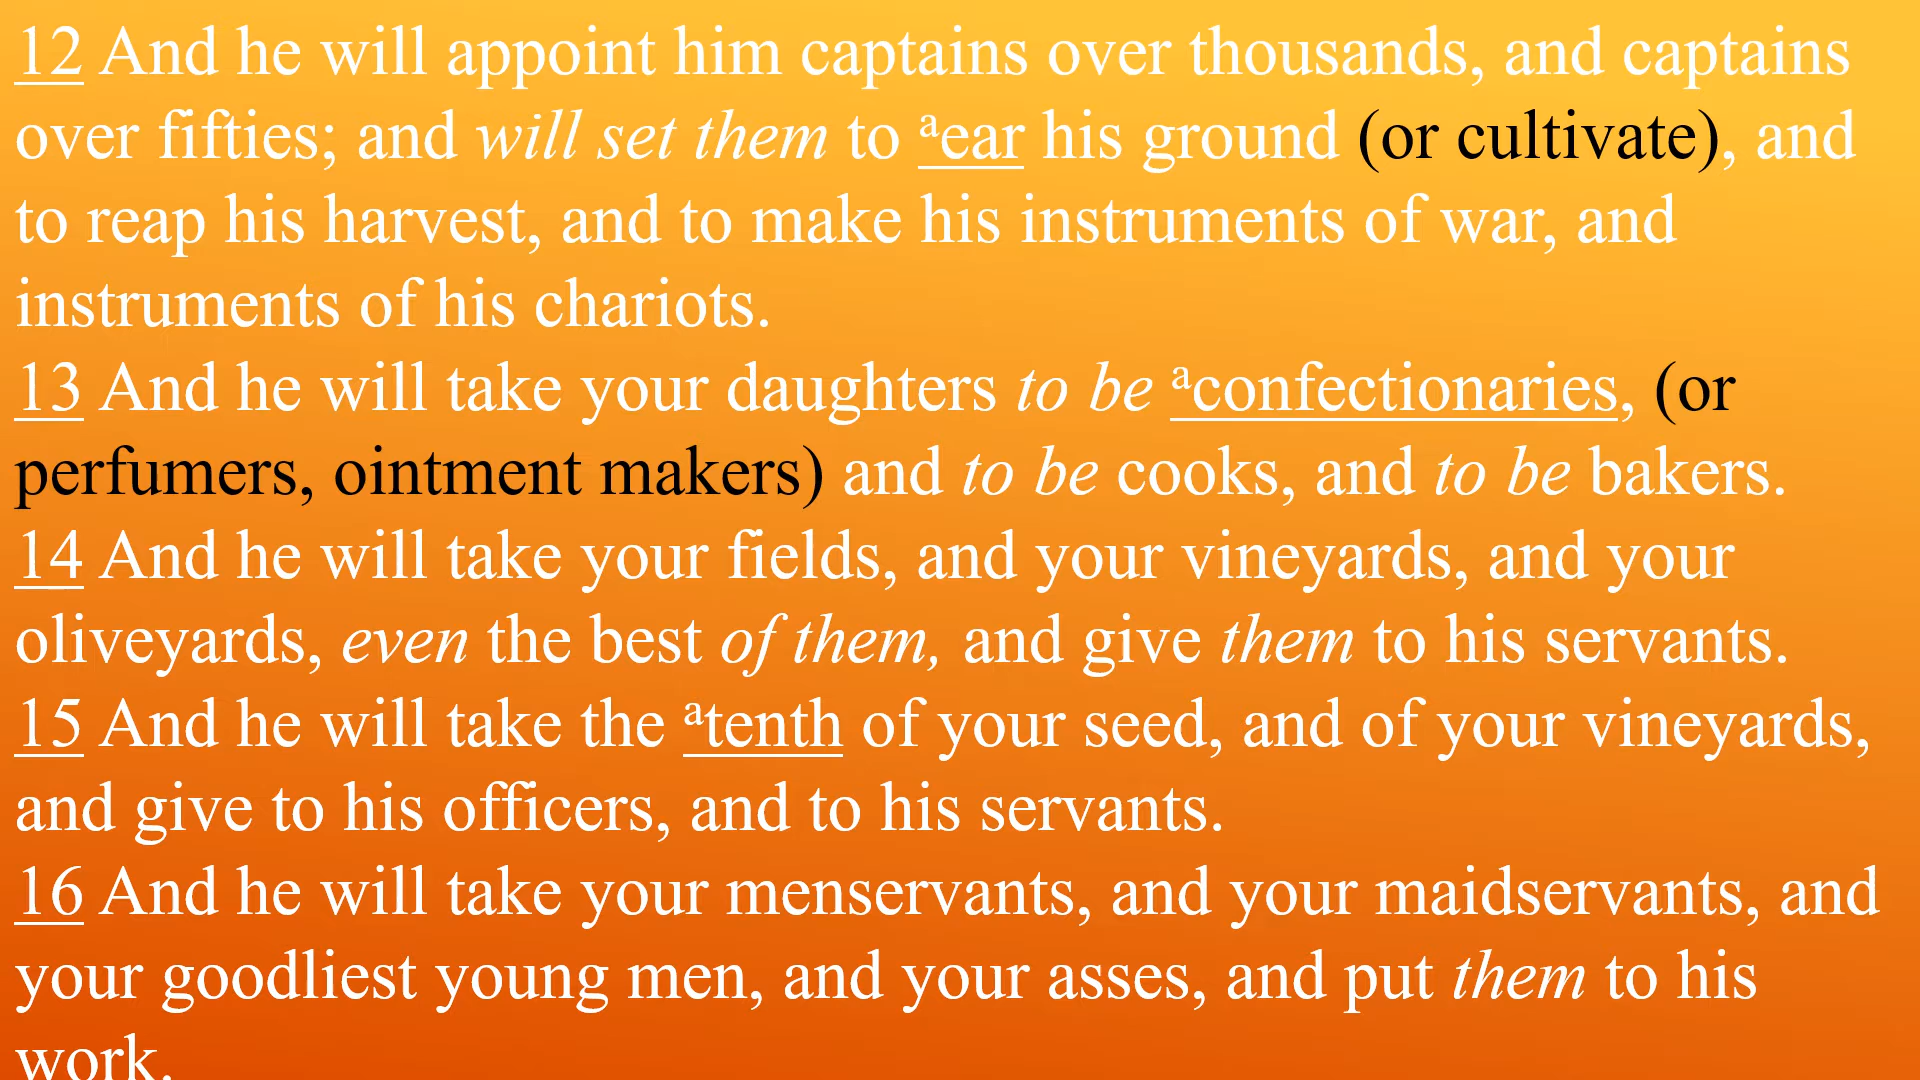 12 And he will appoint him captains over thousands, and captains
over fifties; and will set them to ᵃear his ground (or cultivate), and
to reap his harvest, and to make his instruments of war, and
instruments of his chariots.
13 And he will take your daughters to be ᵃconfectionaries, (or
perfumers, ointment makers) and to be cooks, and to be bakers.
14 And he will take your fields, and your vineyards, and your
oliveyards, even the best of them, and give them to his servants.
15 And he will take the ᵃtenth of your seed, and of your vineyards,
and give to his officers, and to his servants.
16 And he will take your menservants, and your maidservants, and
your goodliest young men, and your asses, and put them to his
work.